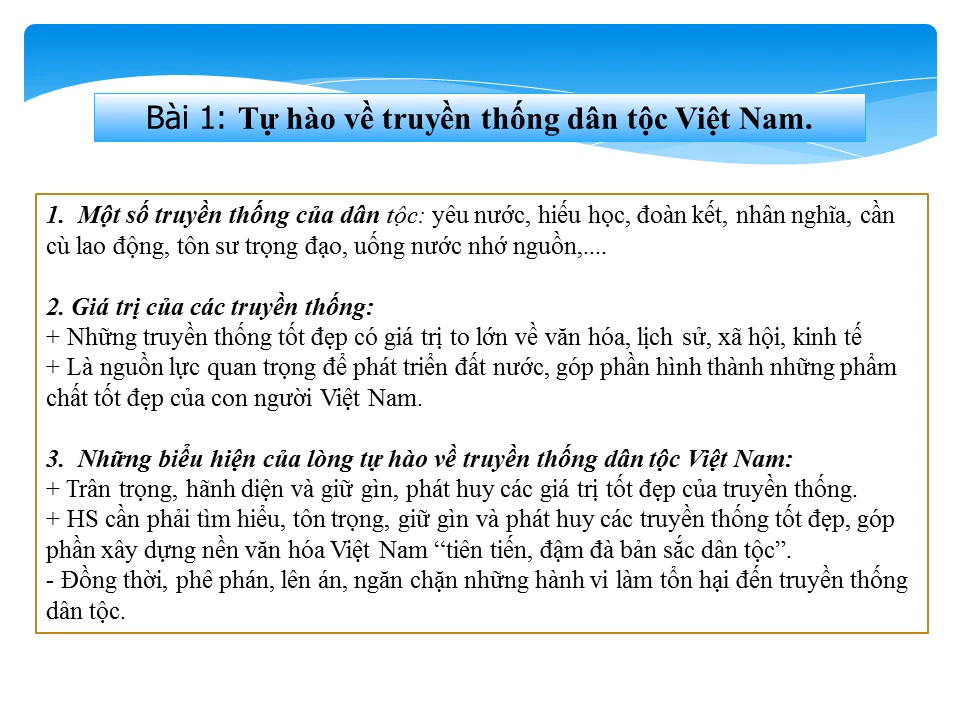 Bài 1: Tự hào về truyền thống dân tộc Việt Nam.
1. Một số truyền thống của dân tộc: yêu nước, hiếu học, đoàn kết, nhân nghĩa, cần
cù lao động, tôn sư trọng đạo, uống nước nhớ nguồn,....
2. Giá trị của các truyền thống:
+ Những truyền thống tốt đẹp có giá trị to lớn về văn hóa, lịch sử, xã hội, kinh tế
+ Là nguồn lực quan trọng để phát triển đất nước, góp phần hình thành những phẩm
chất tốt đẹp của con người Việt Nam.
3. Những biểu hiện của lòng tự hào về truyền thống dân tộc Việt Nam:
+ Trân trọng, hãnh diện và giữ gìn, phát huy các giá trị tốt đẹp của truyền thống.
+ HS cần phải tìm hiểu, tôn trọng, giữ gìn và phát huy các truyền thống tốt đẹp, góp
phần xây dựng nền văn hóa Việt Nam “tiên tiến, đậm đà bản sắc dân tộc”.
- Đồng thời, phê phán, lên án, ngăn chặn những hành vi làm tổn hại đến truyền thống
dân tộc.